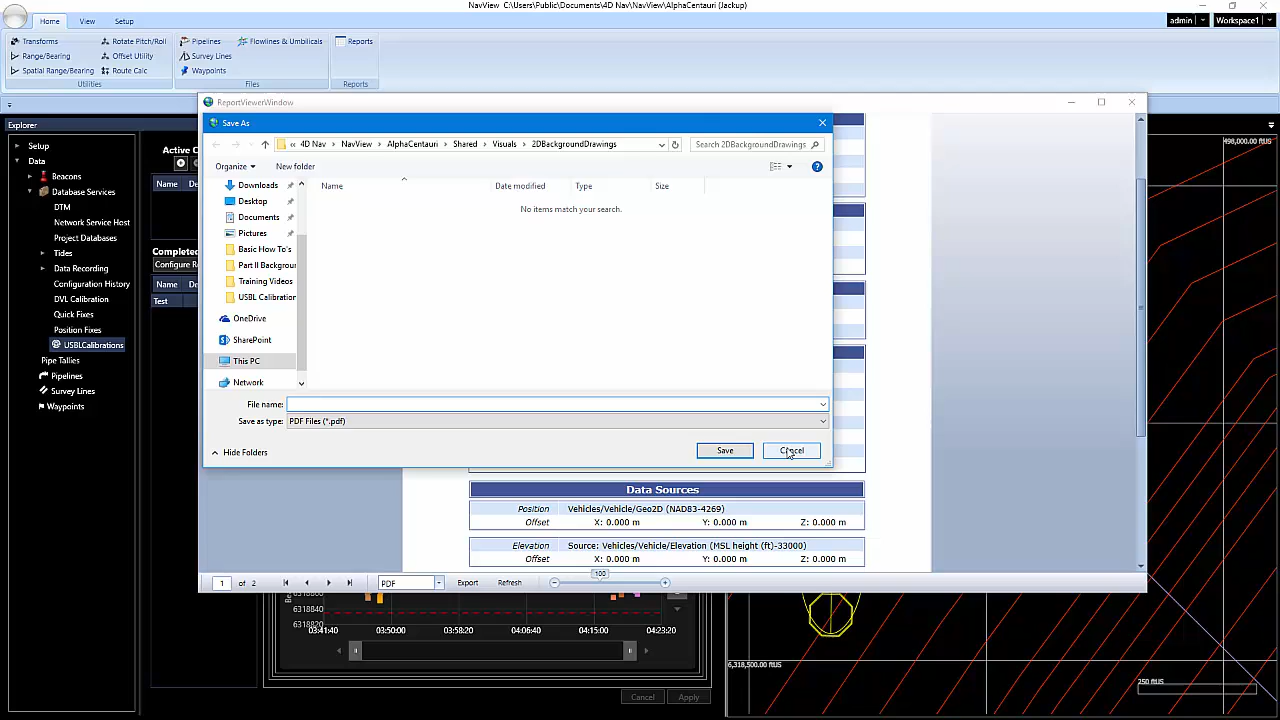 NavView C:\Users\Public\Documents\4D Nav\NavView\AlphaCentauri (Jackup)
Home View Setup
admin Workspace1
Transforms Rotate Pitch/Roll Pipelines Flowlines & Umbilicals Reports
Range/Bearing Offset Utility Survey Lines
Spatial Range/Bearing Route Calc Waypoints
Utilities Files Reports
ReportViewerWindow
Explorer
Save As
498,000.00 ftUS
4D Nav NavView AlphaCentauri Shared Visuals 2DBackgroundDrawings Search 2DBackgroundDrawings
Setup
Active C
Data
Organize New folder
Beacons
Name De
Name Date modified Type Size
Database Services
Downloads
Desktop
DTM
No items match your search.
Documents
Network Service Host
Pictures
Project Databases
Basic How To's
Tides
Completed
Part II Backgrour
Data Recording
Configure Re
Training Videos
Configuration History
Name De
USBL Calibration
DVL Calibration
Test
Quick Fixes
OneDrive
Position Fixes
SharePoint
USBLCalibrations
Pipe Tallies
This PC
Pipelines
Network
Survey Lines
Waypoints
File name:
Save as type: PDF Files (*.pdf)
Hide Folders Save Cancel
Data Sources
Position Vehicles/Vehicle/Geo2D (NAD83-4269)
Offset X: 0.000 m Y: 0.000 m Z: 0.000 m
Elevation Source: Vehicles/Vehicle/Elevation (MSL height (ft)-33000)
Offset X: 0.000 m Y: 0.000 m Z: 0.000 m
100
1 of 2 PDF Export Refresh
6318840
6318820
03:41:40 03:50:00 03:58:20 04:06:40 04:15:00 04:23:20
6,318,500.00 ftUS
250 ftUS
Cancel Apply